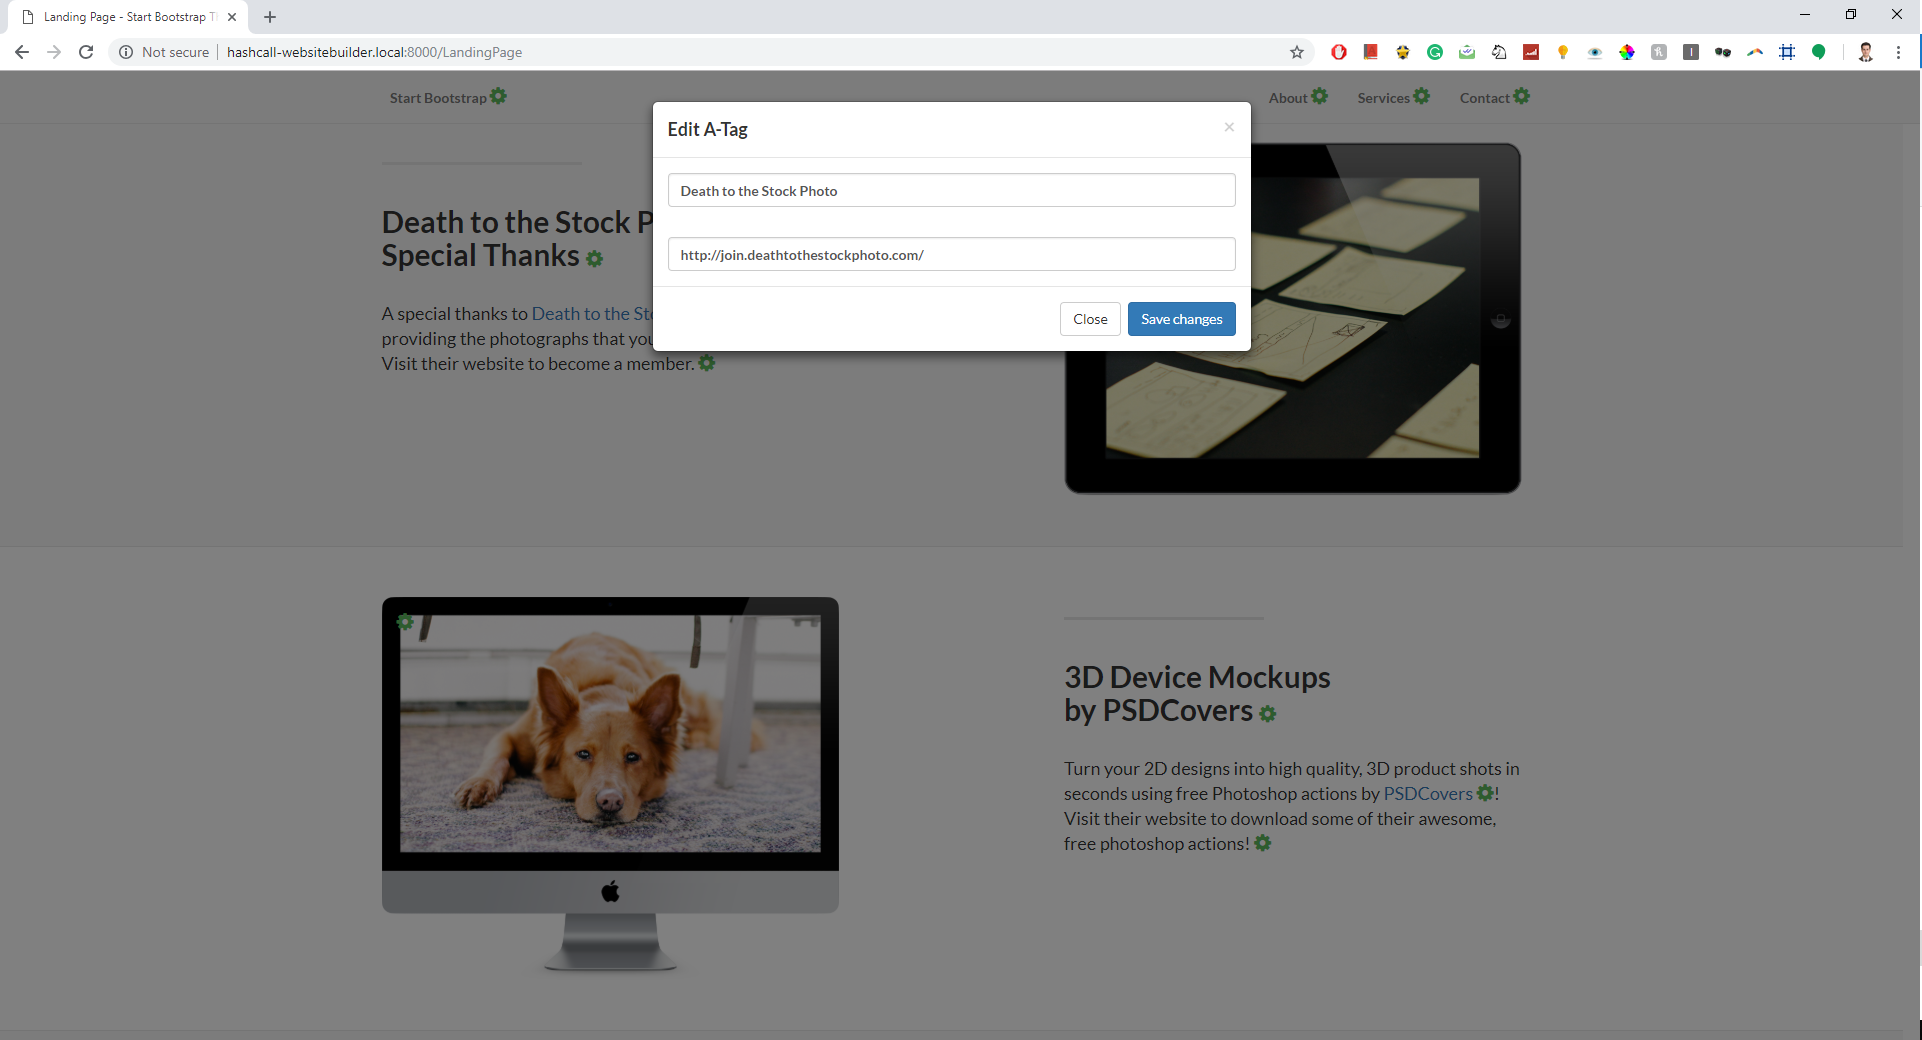 Landing Page - Start Bootstrap T
Not secure
hashcall-websitebuilder.local:8000/LandingPage
Start Bootstrap
About
Services
Contact
Edit A-Tag
Death to the Stock Photo
http://join.deathtothestockphoto.com/
Close
Save changes
Death to the Stock P
Special Thanks
A special thanks to Death to the Sto
providing the photographs that you
Visit their website to become a member.
3D Device Mockups
by PSDCovers
Turn your 2D designs into high quality, 3D product shots in
seconds using free Photoshop actions by PSDCovers !
Visit their website to download some of their awesome,
free photoshop actions!